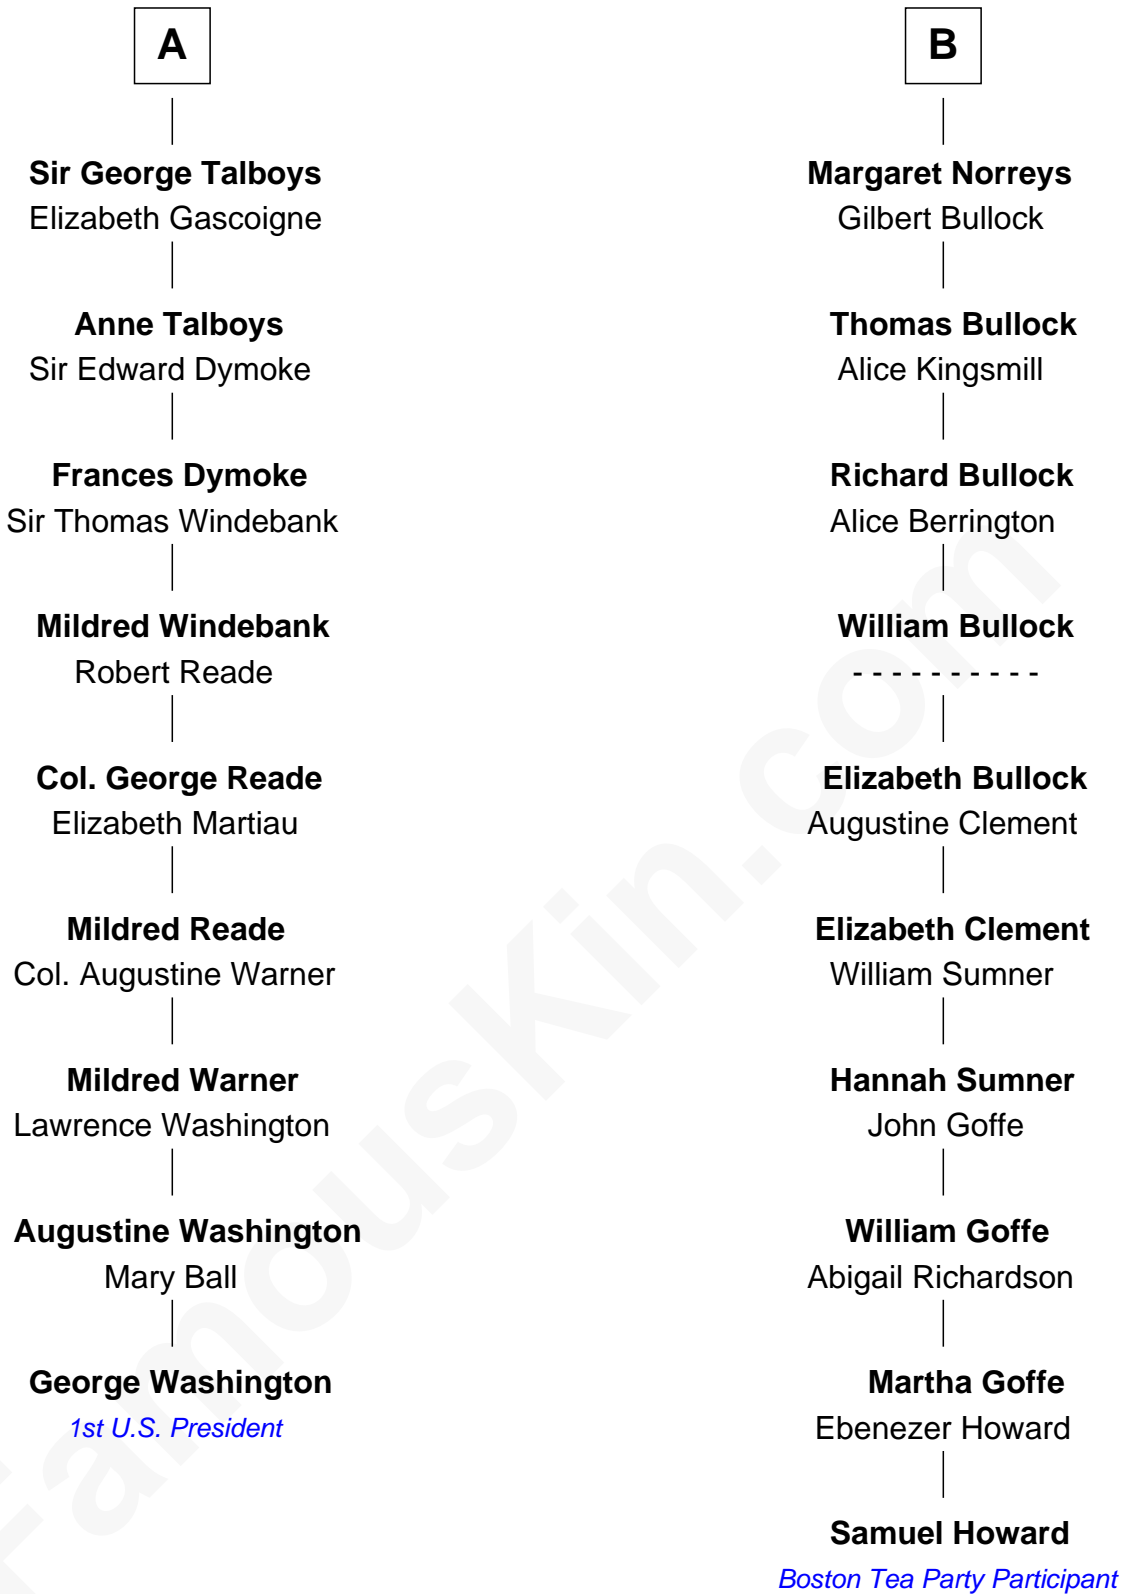 A
Sir George Talboys
Elizabeth Gascoigne
Anne Talboys
Sir Edward Dymoke
Frances Dymoke
Sir Thomas Windebank
Mildred Windebank
Robert Reade
Col. George Reade
Elizabeth Martiau
Mildred Reade
Col. Augustine Warner
Mildred Warner
Lawrence Washington
Augustine Washington
Mary Ball
George Washington
1st U.S. President
B
Margaret Norreys
Gilbert Bullock
Thomas Bullock
Alice Kingsmill
Richard Bullock
Alice Berrington
William Bullock
- - - - - - - - - -
Elizabeth Bullock
Augustine Clement
Elizabeth Clement
William Sumner
Hannah Sumner
John Goffe
William Goffe
Abigail Richardson
Martha Goffe
Ebenezer Howard
Samuel Howard
Boston Tea Party Participant
FamousKin.com